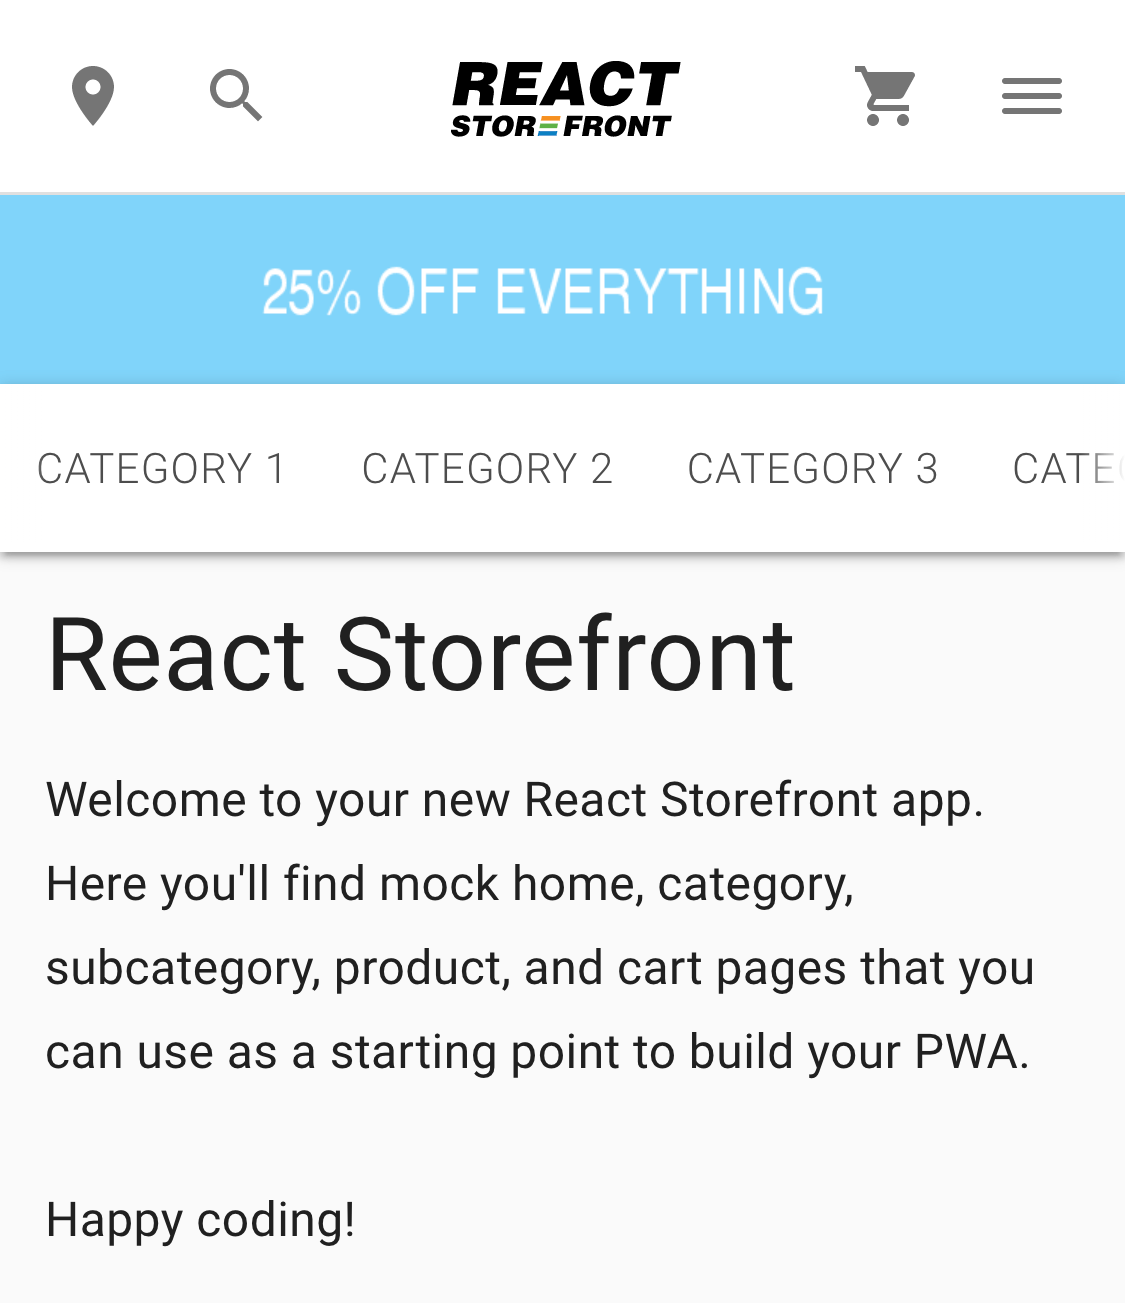 REACT
STOREFRONT
25% OFF EVERYTHING
CATEGORY 1 CATEGORY 2 CATEGORY 3 CATE
React Storefront
Welcome to your new React Storefront app.
Here you'll find mock home, category,
subcategory, product, and cart pages that you
can use as a starting point to build your PWA.
Happy coding!